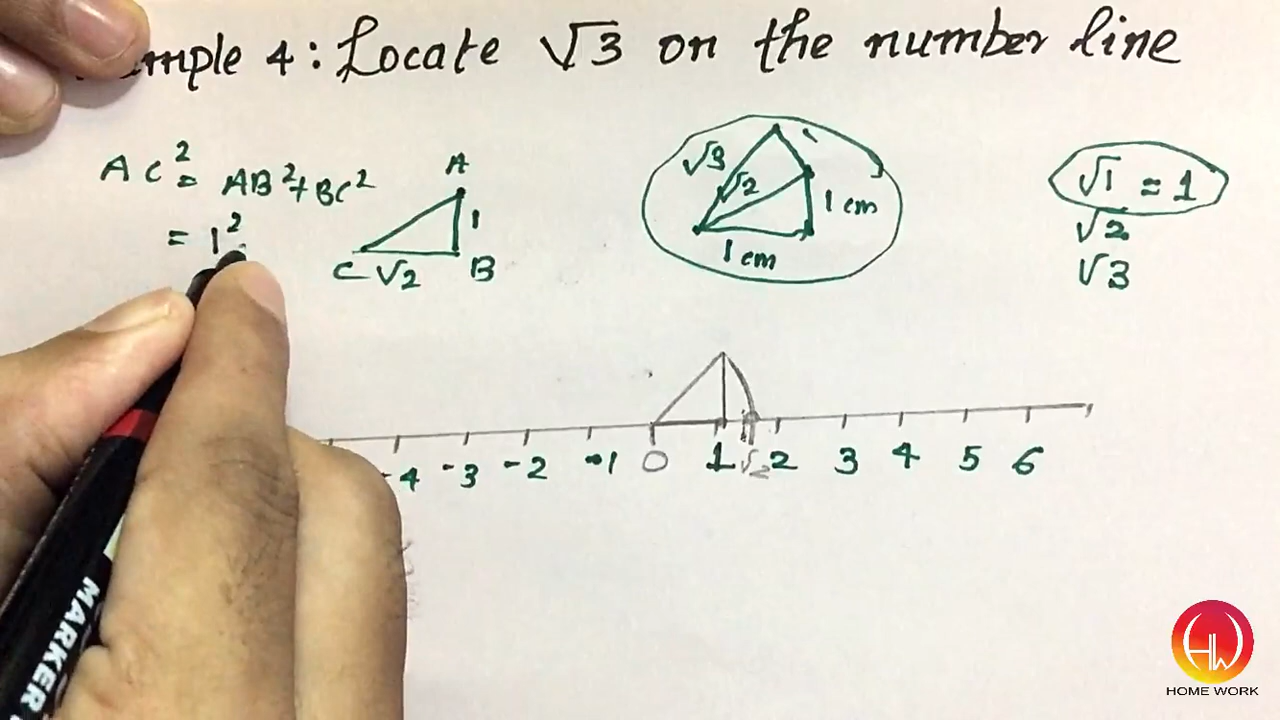 mple 4: Locate √3 on the number line
AC² = AB² + BC²
= 1²
A
1
C √2 B
√3
√2
1 cm
1 cm
√1 = 1
√2
√3
-4 -3 -2 -1 0 1 √2 2 3 4 5 6
MARKER
HW
HOME WORK